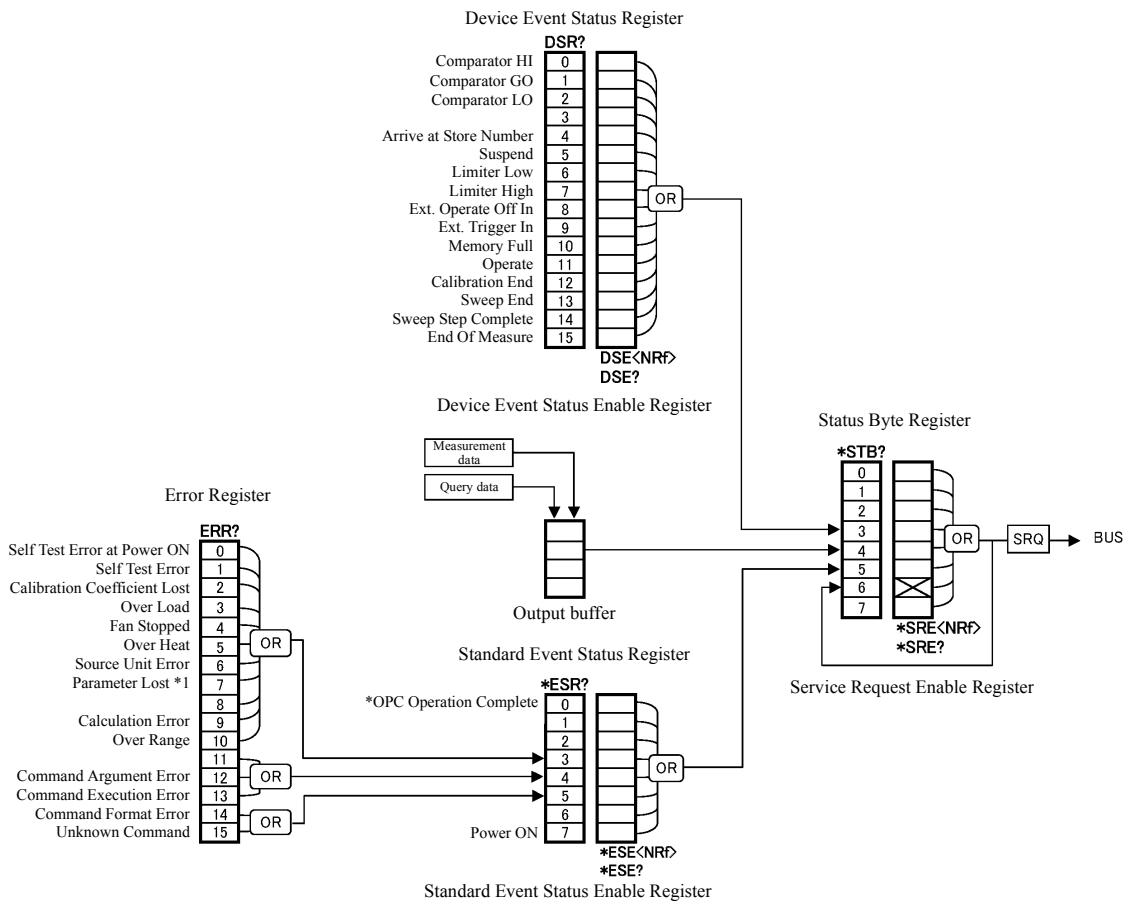 Device Event Status Register
DSR?
Comparator HI 0
Comparator GO 1
Comparator LO 2
3
Arrive at Store Number 4
Suspend 5
Limiter Low 6
Limiter High 7
OR
Ext. Operate Off In 8
Ext. Trigger In 9
Memory Full 10
Operate 11
Calibration End 12
Sweep End 13
Sweep Step Complete 14
End Of Measure 15
DSE<NRf>
DSE?
Device Event Status Enable Register
Status Byte Register
*STB?
0
1
2
3
4
5
6
7
OR
SRQ
BUS
*SRE<NRf>
*SRE?
Service Request Enable Register
Measurement
data
Query data
Output buffer
Error Register
ERR?
Self Test Error at Power ON 0
Self Test Error 1
Calibration Coefficient Lost 2
Over Load 3
Fan Stopped 4
Over Heat 5
OR
Source Unit Error 6
Parameter Lost *1 7
8
Calculation Error 9
Over Range 10
11
Command Argument Error 12
OR
Command Execution Error 13
Command Format Error 14
OR
Unknown Command 15
Standard Event Status Register
*ESR?
*OPC Operation Complete 0
1
2
3
4
OR
5
6
Power ON 7
*ESE<NRf>
*ESE?
Standard Event Status Enable Register